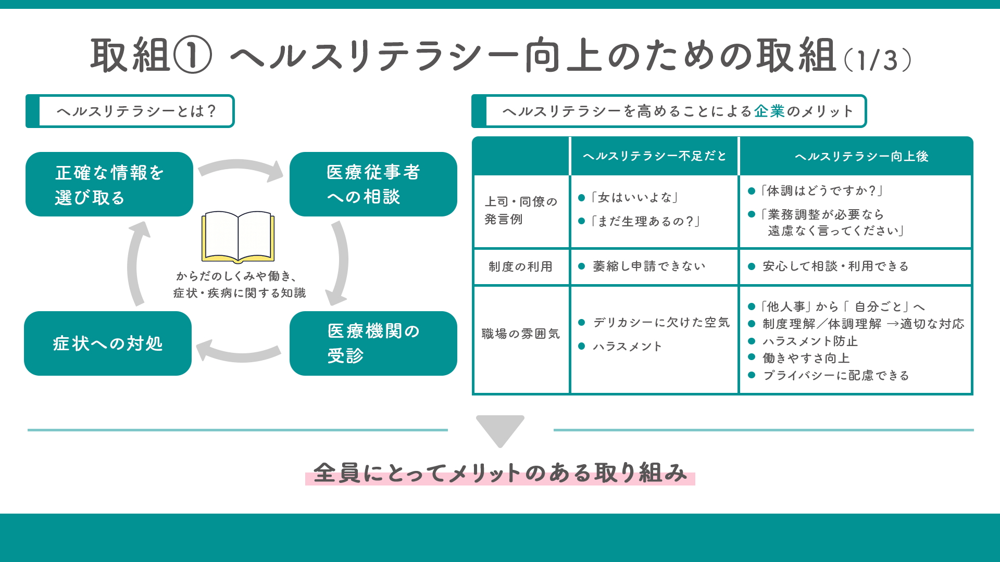 取組① ヘルスリテラシー向上のための取組(1/3)
ヘルスリテラシーとは？
正確な情報を
選び取る
医療従事者
への相談
からだのしくみや働き、
症状・疾病に関する知識
症状への対処
医療機関の
受診
ヘルスリテラシーを高めることによる企業のメリット
ヘルスリテラシー不足だと
ヘルスリテラシー向上後
上司・同僚の
発言例
●「女はいいよな」
●「まだ生理あるの？」
●「体調はどうですか？」
●「業務調整が必要なら
遠慮なく言ってください」
制度の利用
● 萎縮し申請できない
● 安心して相談・利用できる
職場の雰囲気
● デリカシーに欠けた空気
● ハラスメント
●「他人事」から「 自分ごと」へ
● 制度理解／体調理解 →適切な対応
● ハラスメント防止
● 働きやすさ向上
● プライバシーに配慮できる
全員にとってメリットのある取り組み